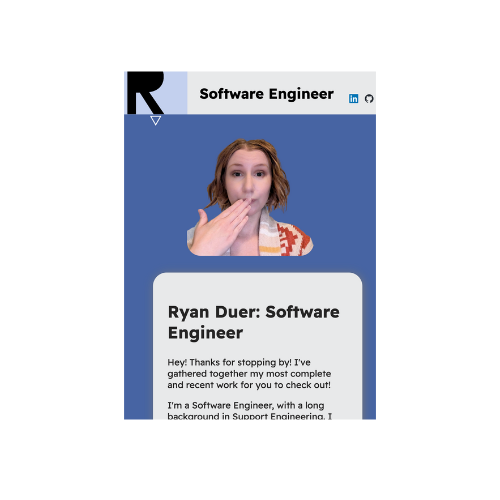 R
Software Engineer
in
Ryan Duer: Software
Engineer
Hey! Thanks for stopping by! I've
gathered together my most complete
and recent work for you to check out!
I'm a Software Engineer, with a long
background in Support Engineering. I